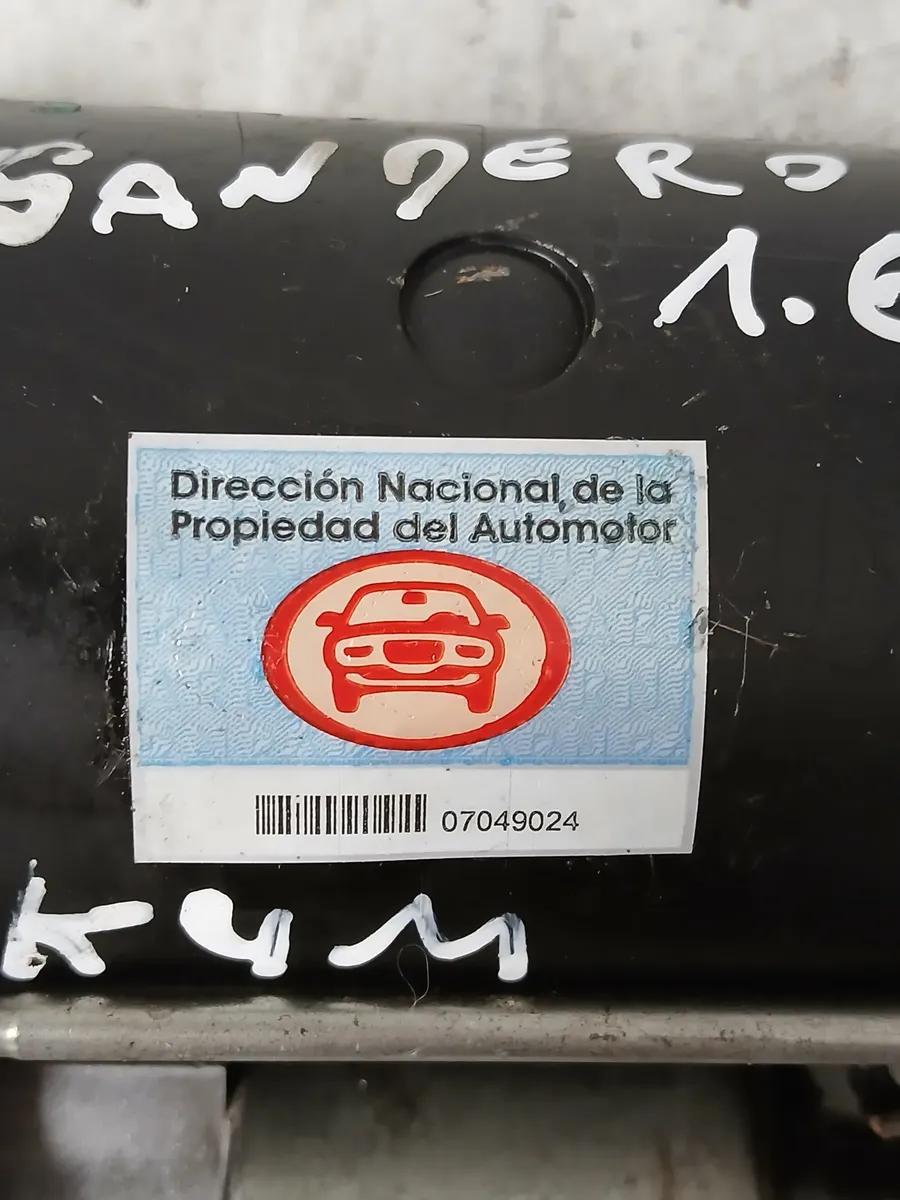 SANDERO
1.6
Dirección Nacional de la
Propiedad del Automotor
07049024
K4M